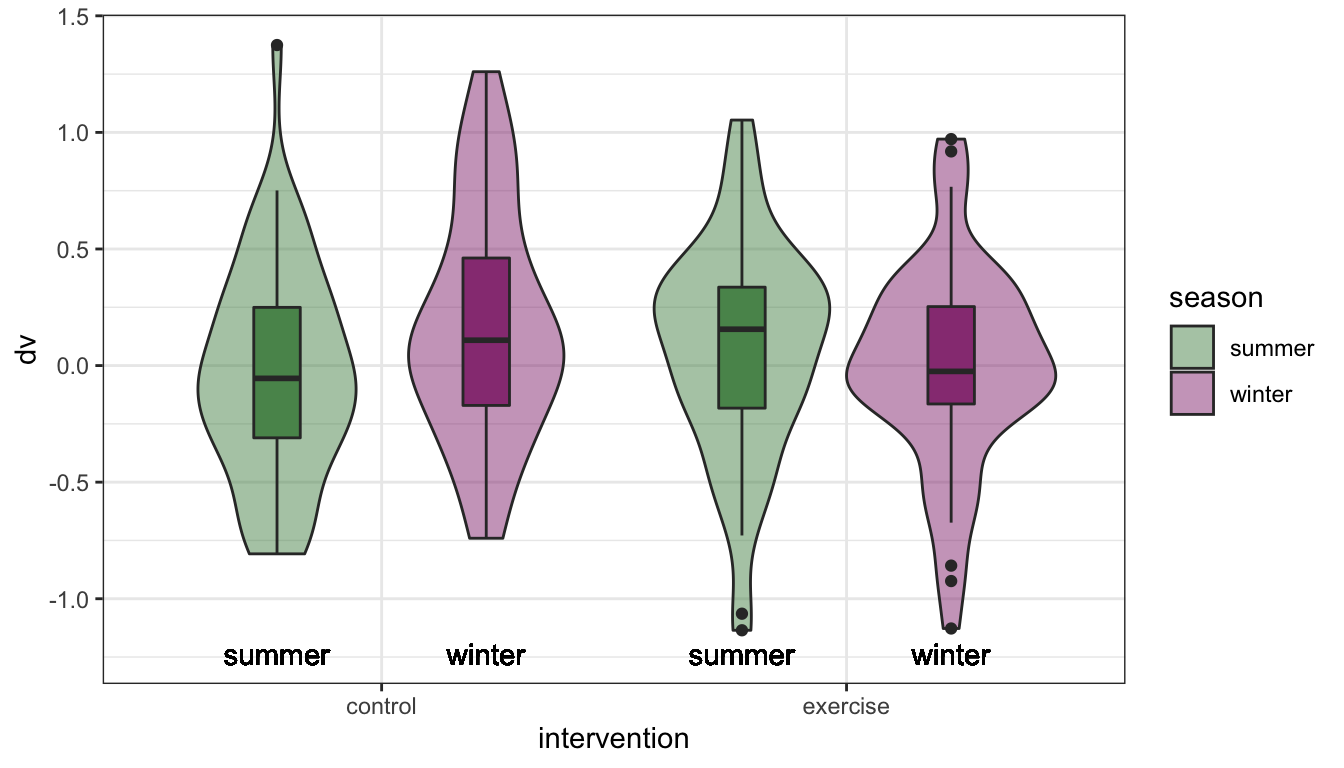 1.5
1.0
0.5
0.0
-0.5
-1.0
dv
summer winter summer winter
control exercise
intervention
season
summer
winter